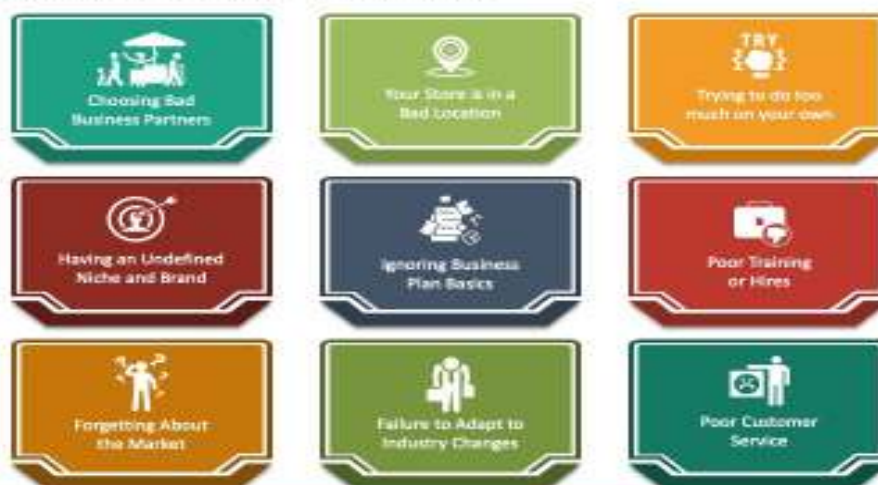 Choosing Bad
Business Partners
Your Store is in a
Bad Location
TRY
Trying to do too
much on your own
Having an Undefined
Niche and Brand
Ignoring Business
Plan Basics
Poor Training
or Hires
Forgetting About
the Market
Failure to Adapt to
Industry Changes
Poor Customer
Service